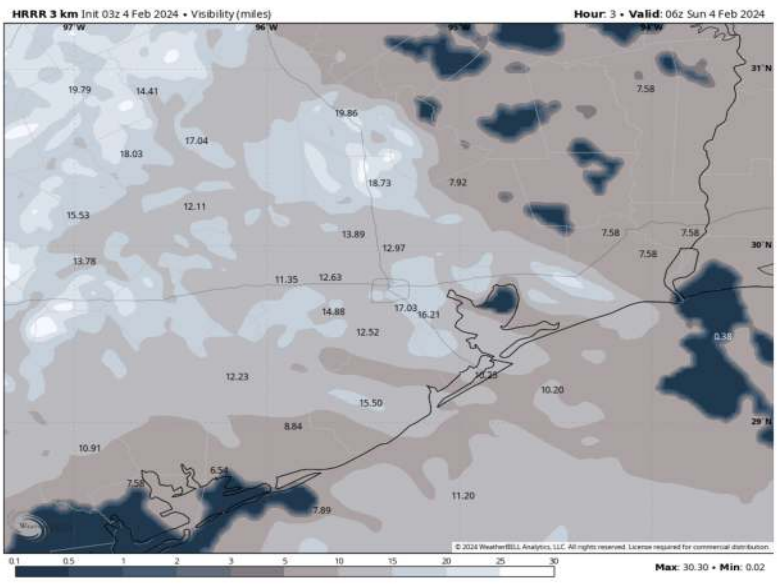 HRRR 3 km Init 03z 4 Feb 2024 • Visibility (miles) Hour: 3 • Valid: 06z Sun 4 Feb 2024
97°W 96°W 95°W 94°W
31°N
19.79 14.41 7.58
19.86
17.04
18.03
18.73 7.92
12.11
15.53
13.89 7.58 7.58
12.97 7.58 30°N
13.78
11.35 12.63
14.88 17.03 16.21
12.52 0.38
12.23 10.25
10.20
15.50
8.84 29°N
10.91
6.54
7.58
11.20
7.89
© 2024 WeatherBELL Analytics, LLC. All rights reserved. License required for commercial distribution.
0.1 0.5 1 2 3 5 10 15 20 25 30
Max: 30.30 • Min: 0.02